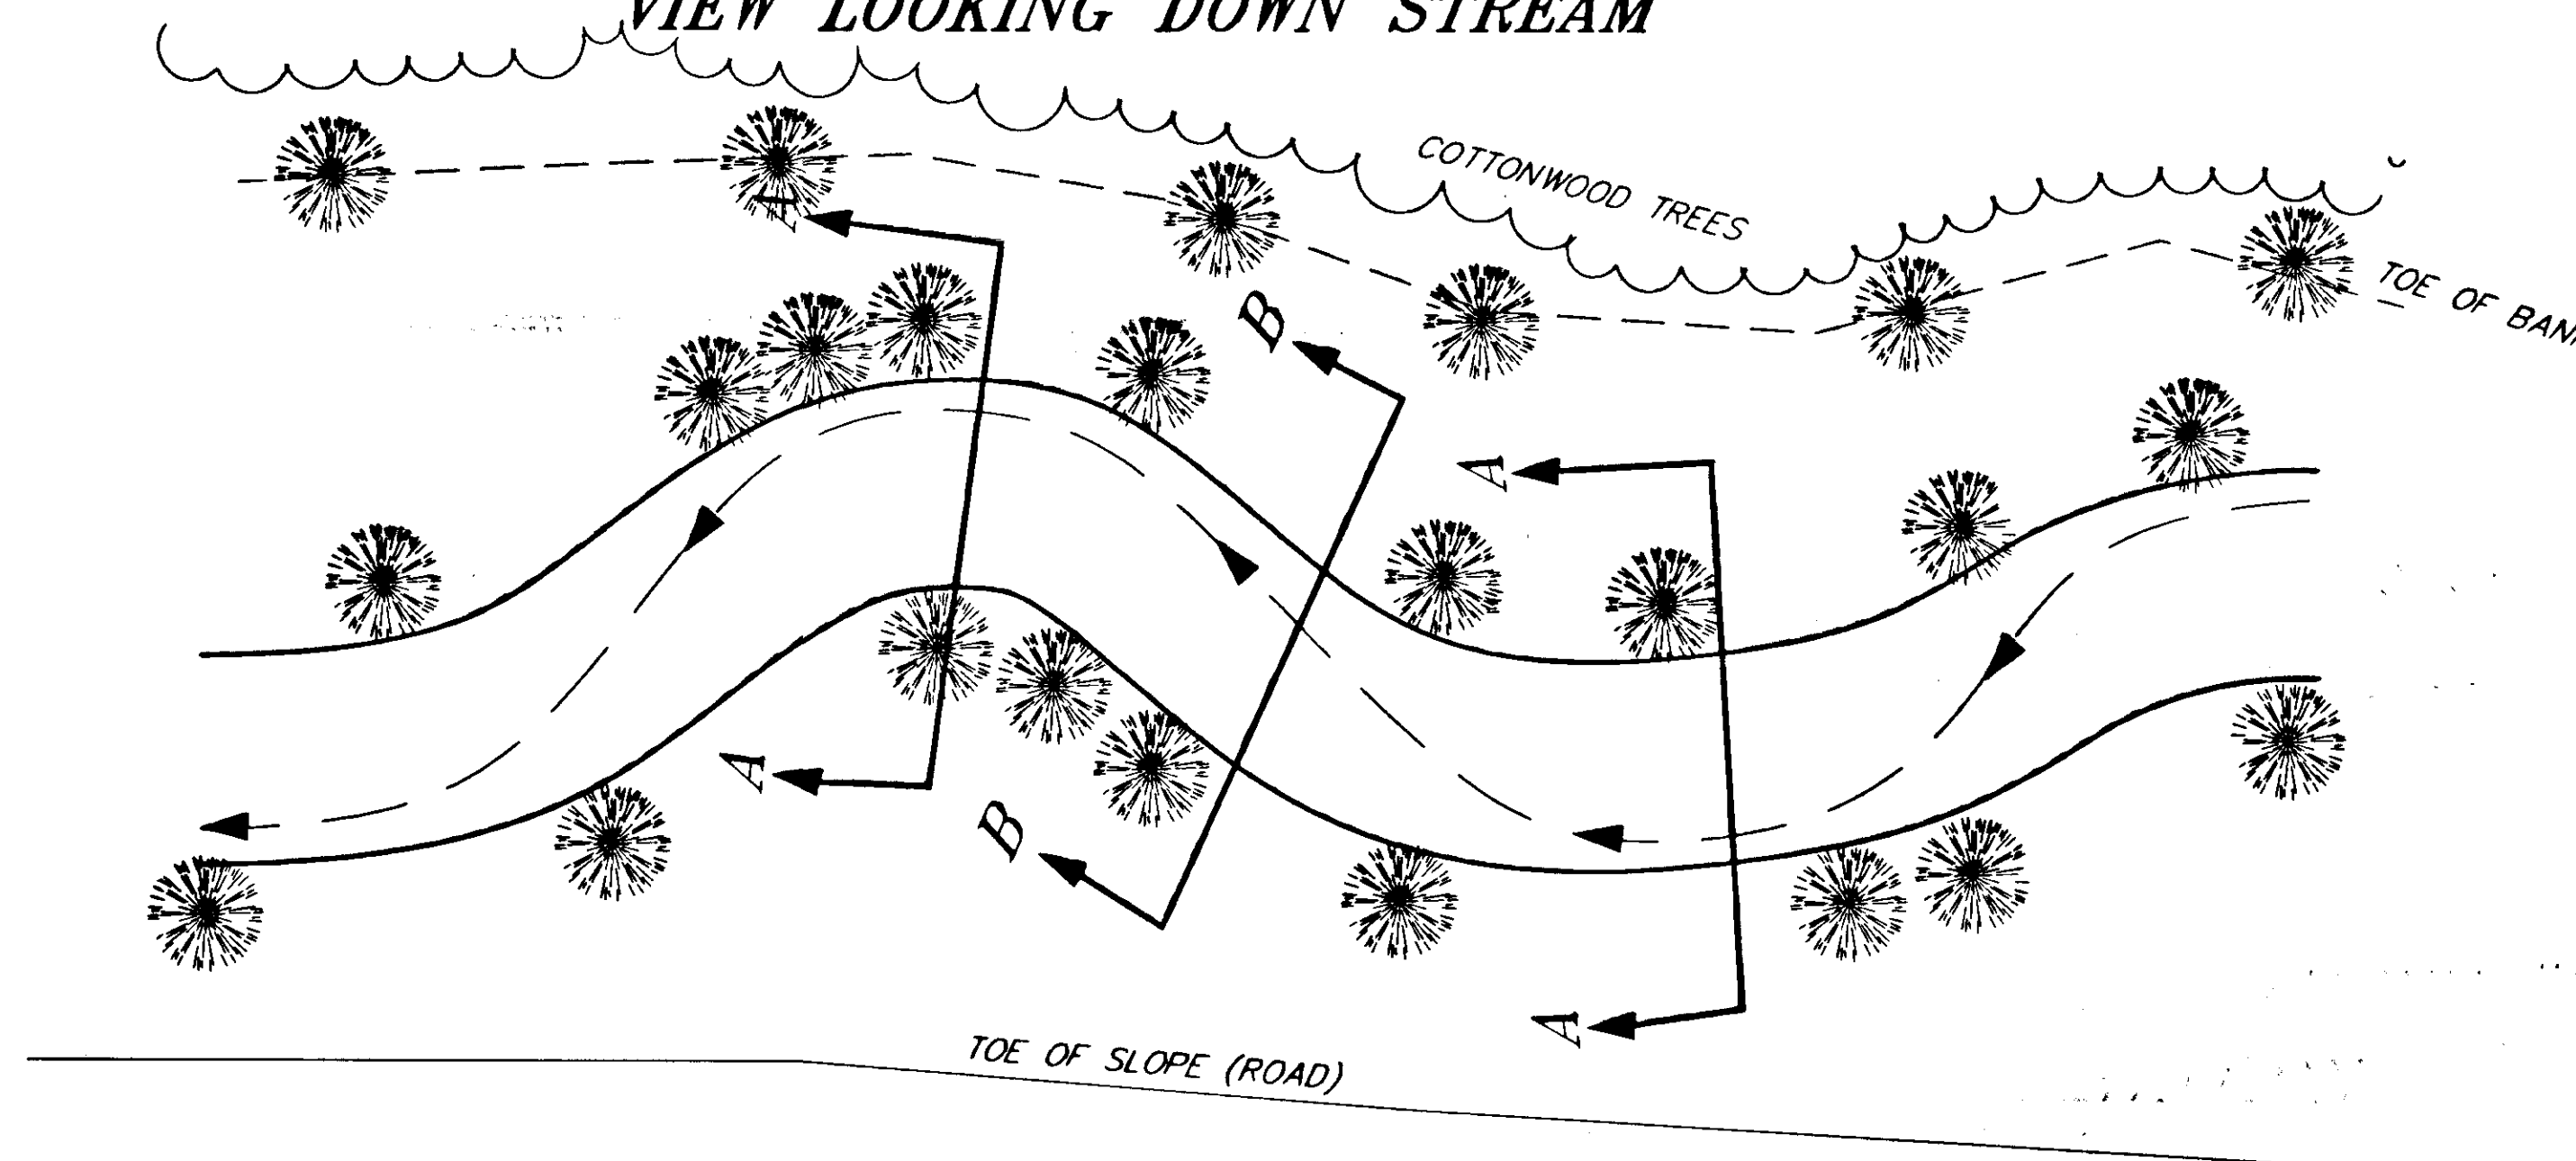 VIEW LOOKING DOWN STREAM
COTTONWOOD TREES
A
B
TOE OF BAN
A
A
B
A
TOE OF SLOPE (ROAD)